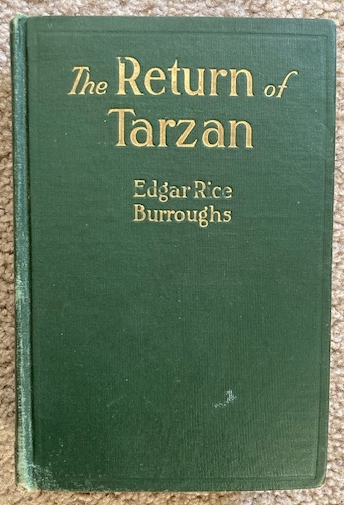 The Return of
Tarzan
Edgar Rice
Burroughs